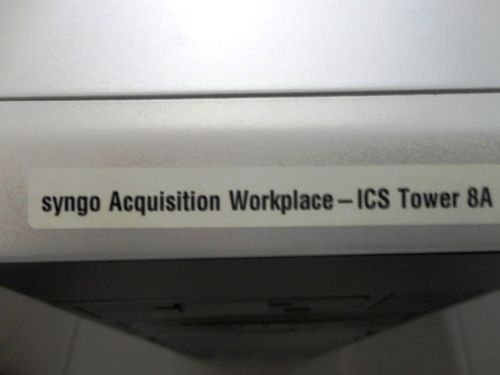 syngo Acquisition Workplace – ICS Tower 8A